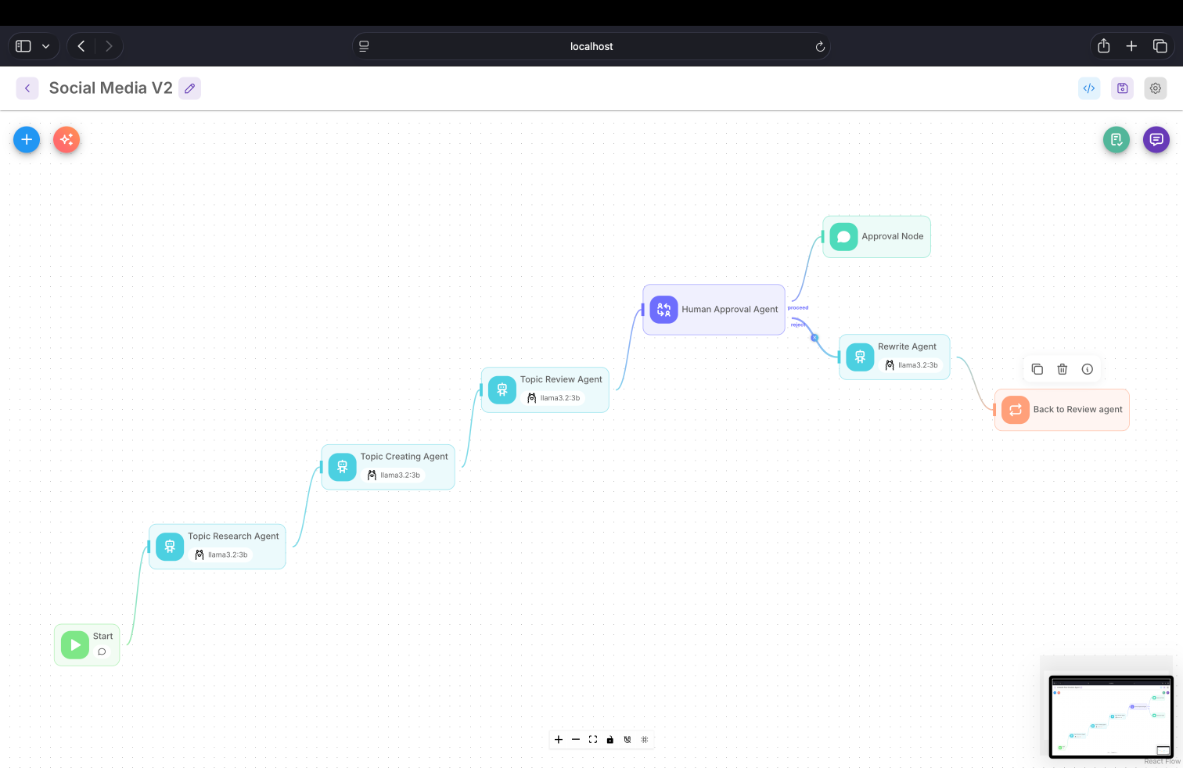 localhost
Social Media V2
Approval Node
proceed
Human Approval Agent
reject
Rewrite Agent
llama3.2:3b
Topic Review Agent
llama3.2:3b
Back to Review agent
Topic Creating Agent
llama3.2:3b
Topic Research Agent
llama3.2:3b
Start
React Flow